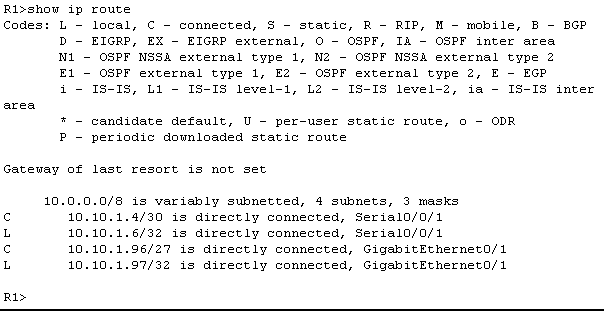 R1>show ip route
Codes: L - local, C - connected, S - static, R - RIP, M - mobile, B - BGP
       D - EIGRP, EX - EIGRP external, O - OSPF, IA - OSPF inter area
       N1 - OSPF NSSA external type 1, N2 - OSPF NSSA external type 2
       E1 - OSPF external type 1, E2 - OSPF external type 2, E - EGP
       i - IS-IS, L1 - IS-IS level-1, L2 - IS-IS level-2, ia - IS-IS inter
area
       * - candidate default, U - per-user static route, o - ODR
       P - periodic downloaded static route

Gateway of last resort is not set

     10.0.0.0/8 is variably subnetted, 4 subnets, 3 masks
C       10.10.1.4/30 is directly connected, Serial0/0/1
L       10.10.1.6/32 is directly connected, Serial0/0/1
C       10.10.1.96/27 is directly connected, GigabitEthernet0/1
L       10.10.1.97/32 is directly connected, GigabitEthernet0/1

R1>